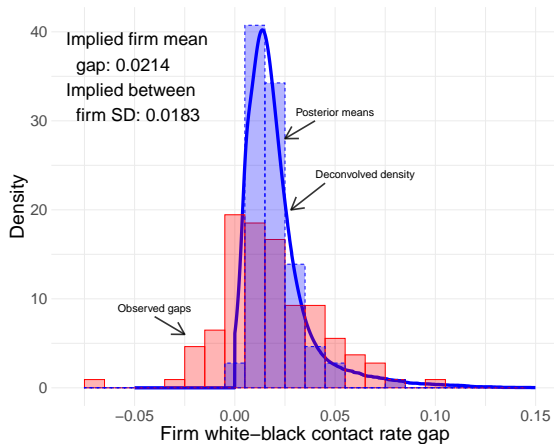 Implied firm mean
gap: 0.0214
Implied between
firm SD: 0.0183
Posterior means
Deconvolved density
Observed gaps
Density
40
30
20
10
0
−0.05 0.00 0.05 0.10 0.15
Firm white−black contact rate gap